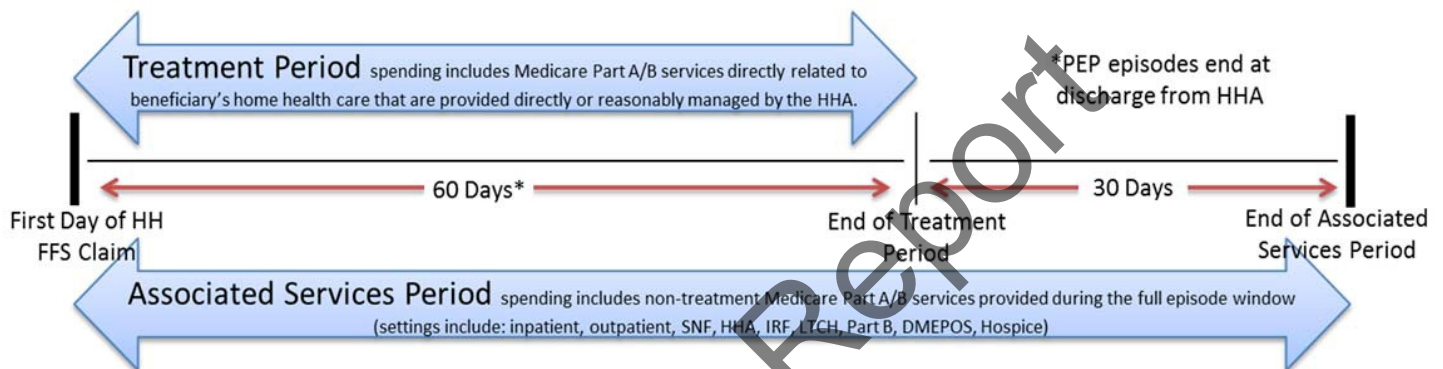 Treatment Period spending includes Medicare Part A/B services directly related to
beneficiary's home health care that are provided directly or reasonably managed by the HHA.
*PEP episodes end at
discharge from HHA
60 Days*
30 Days
First Day of HH
FFS Claim
End of Treatment
Period
End of Associated
Services Period
Associated Services Period spending includes non-treatment Medicare Part A/B services provided during the full episode window
(settings include: inpatient, outpatient, SNF, HHA, IRF, LTCH, Part B, DMEPOS, Hospice)
Report